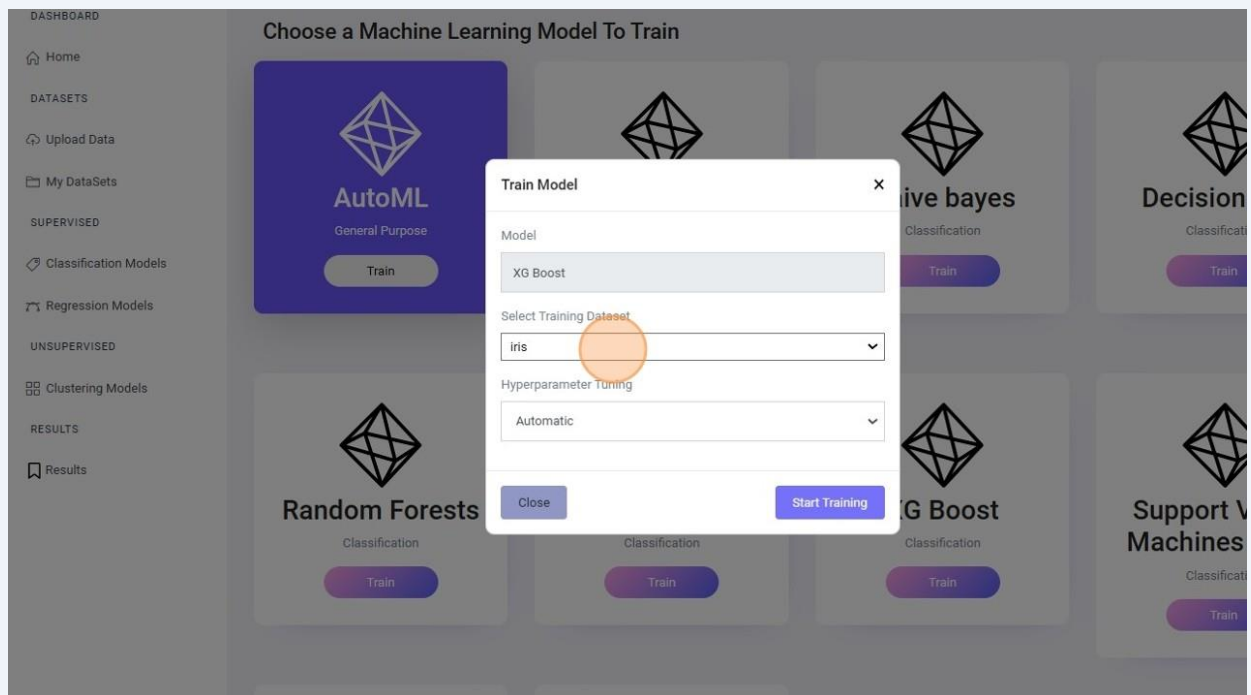 DASHBOARD
Home
DATASETS
Upload Data
My DataSets
SUPERVISED
Classification Models
Regression Models
UNSUPERVISED
Clustering Models
RESULTS
Results
Choose a Machine Learning Model To Train
AutoML
General Purpose
Train
ive bayes
Classification
Train
Decision
Classificati
Train
Train Model
×
Model
XG Boost
Select Training Dataset
iris
Hyperparameter Tuning
Automatic
Close
Start Training
Random Forests
Classification
Train
Classification
Train
G Boost
Classification
Train
Support V
Machines
Classificati
Train